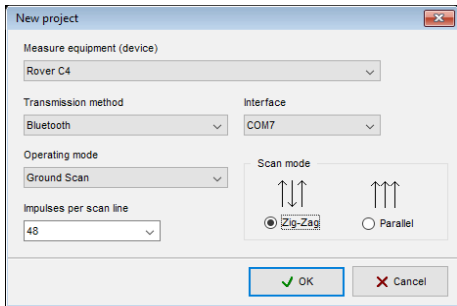 New project
Measure equipment (device)
Rover C4
Transmission method
Interface
Bluetooth
COM7
Operating mode
Ground Scan
Scan mode
Impulses per scan line
48
Zig-Zag
Parallel
OK
Cancel